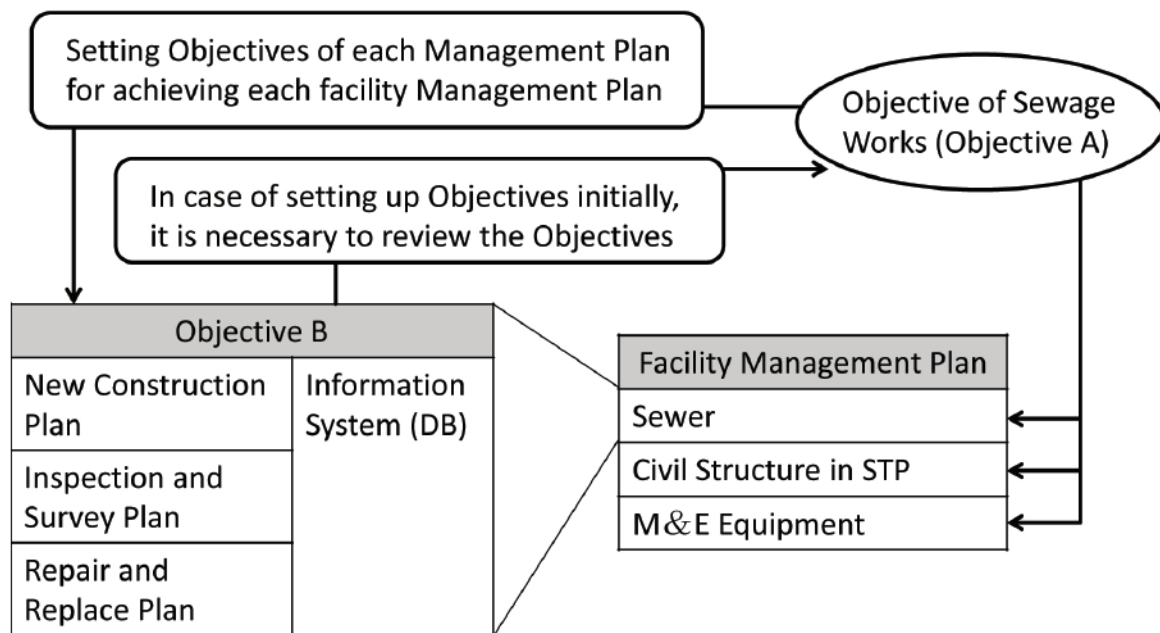 Setting Objectives of each Management Plan
for achieving each facility Management Plan
Objective of Sewage
Works (Objective A)
In case of setting up Objectives initially,
it is necessary to review the Objectives
Objective B
New Construction
Plan
Information
System (DB)
Inspection and
Survey Plan
Repair and
Replace Plan
Facility Management Plan
Sewer
Civil Structure in STP
M&E Equipment